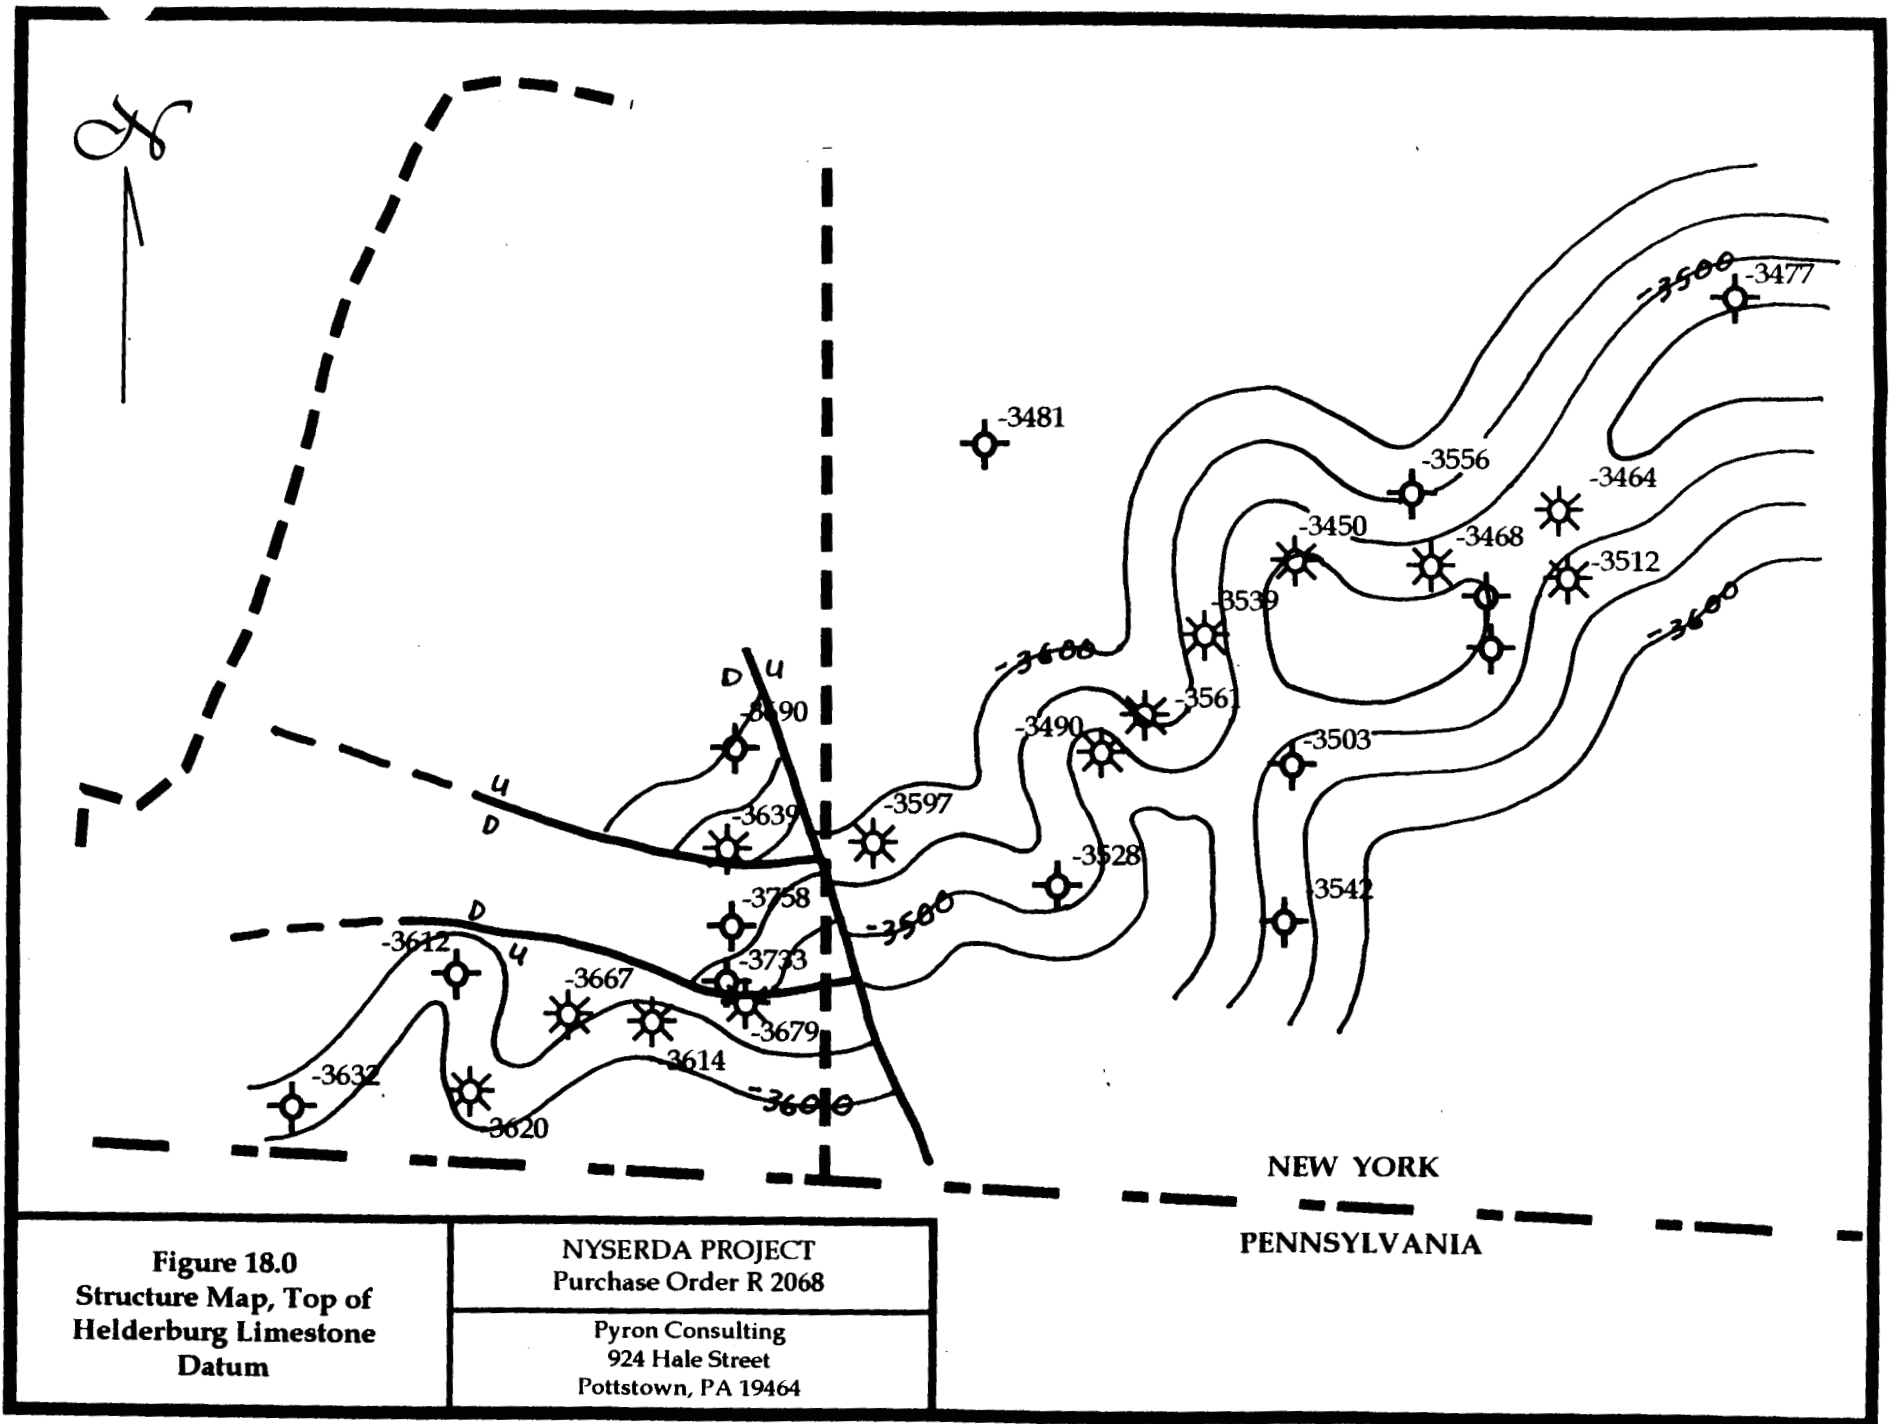 N
-3500
-3477
-3481
-3556
-3464
-3450
-3468
-3512
-3539
-3600
-3600
D U
-3690
-3561
-3490
-3503
U
D
-3639
-3597
-3528
-3758
-3542
D
-3500
-3612
U
-3733
-3667
-3679
-3614
-3632
-3600
-3620
NEW YORK
PENNSYLVANIA
Figure 18.0
Structure Map, Top of
Helderburg Limestone
Datum
NYSERDA PROJECT
Purchase Order R 2068
Pyron Consulting
924 Hale Street
Pottstown, PA 19464